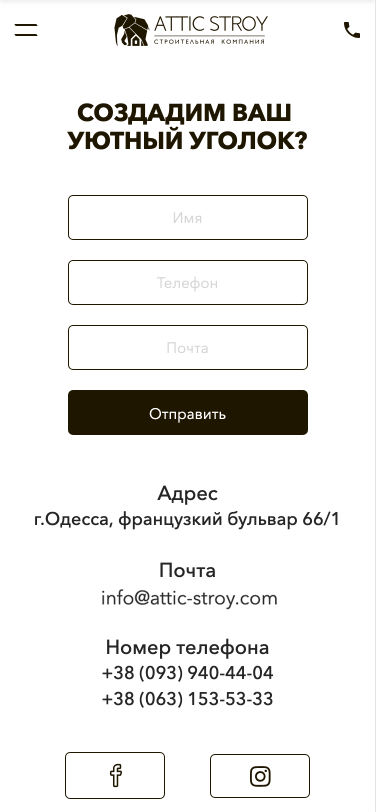 ATTIC STROY
СТРОИТЕЛЬНАЯ КОМПАНИЯ
СОЗДАДИМ ВАШ
УЮТНЫЙ УГОЛОК?
Имя
Телефон
Почта
Отправить
Адрес
г.Одесса, французкий бульвар 66/1
Почта
info@attic-stroy.com
Номер телефона
+38 (093) 940-44-04
+38 (063) 153-53-33